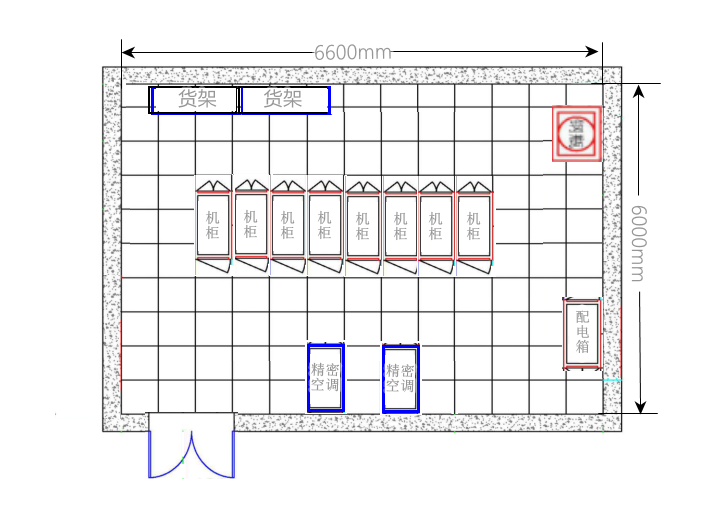 6600mm
货架 货架
机柜 机柜 机柜 机柜 机柜 机柜 机柜 机柜
6000mm
配电箱
精密
空调
精密
空调